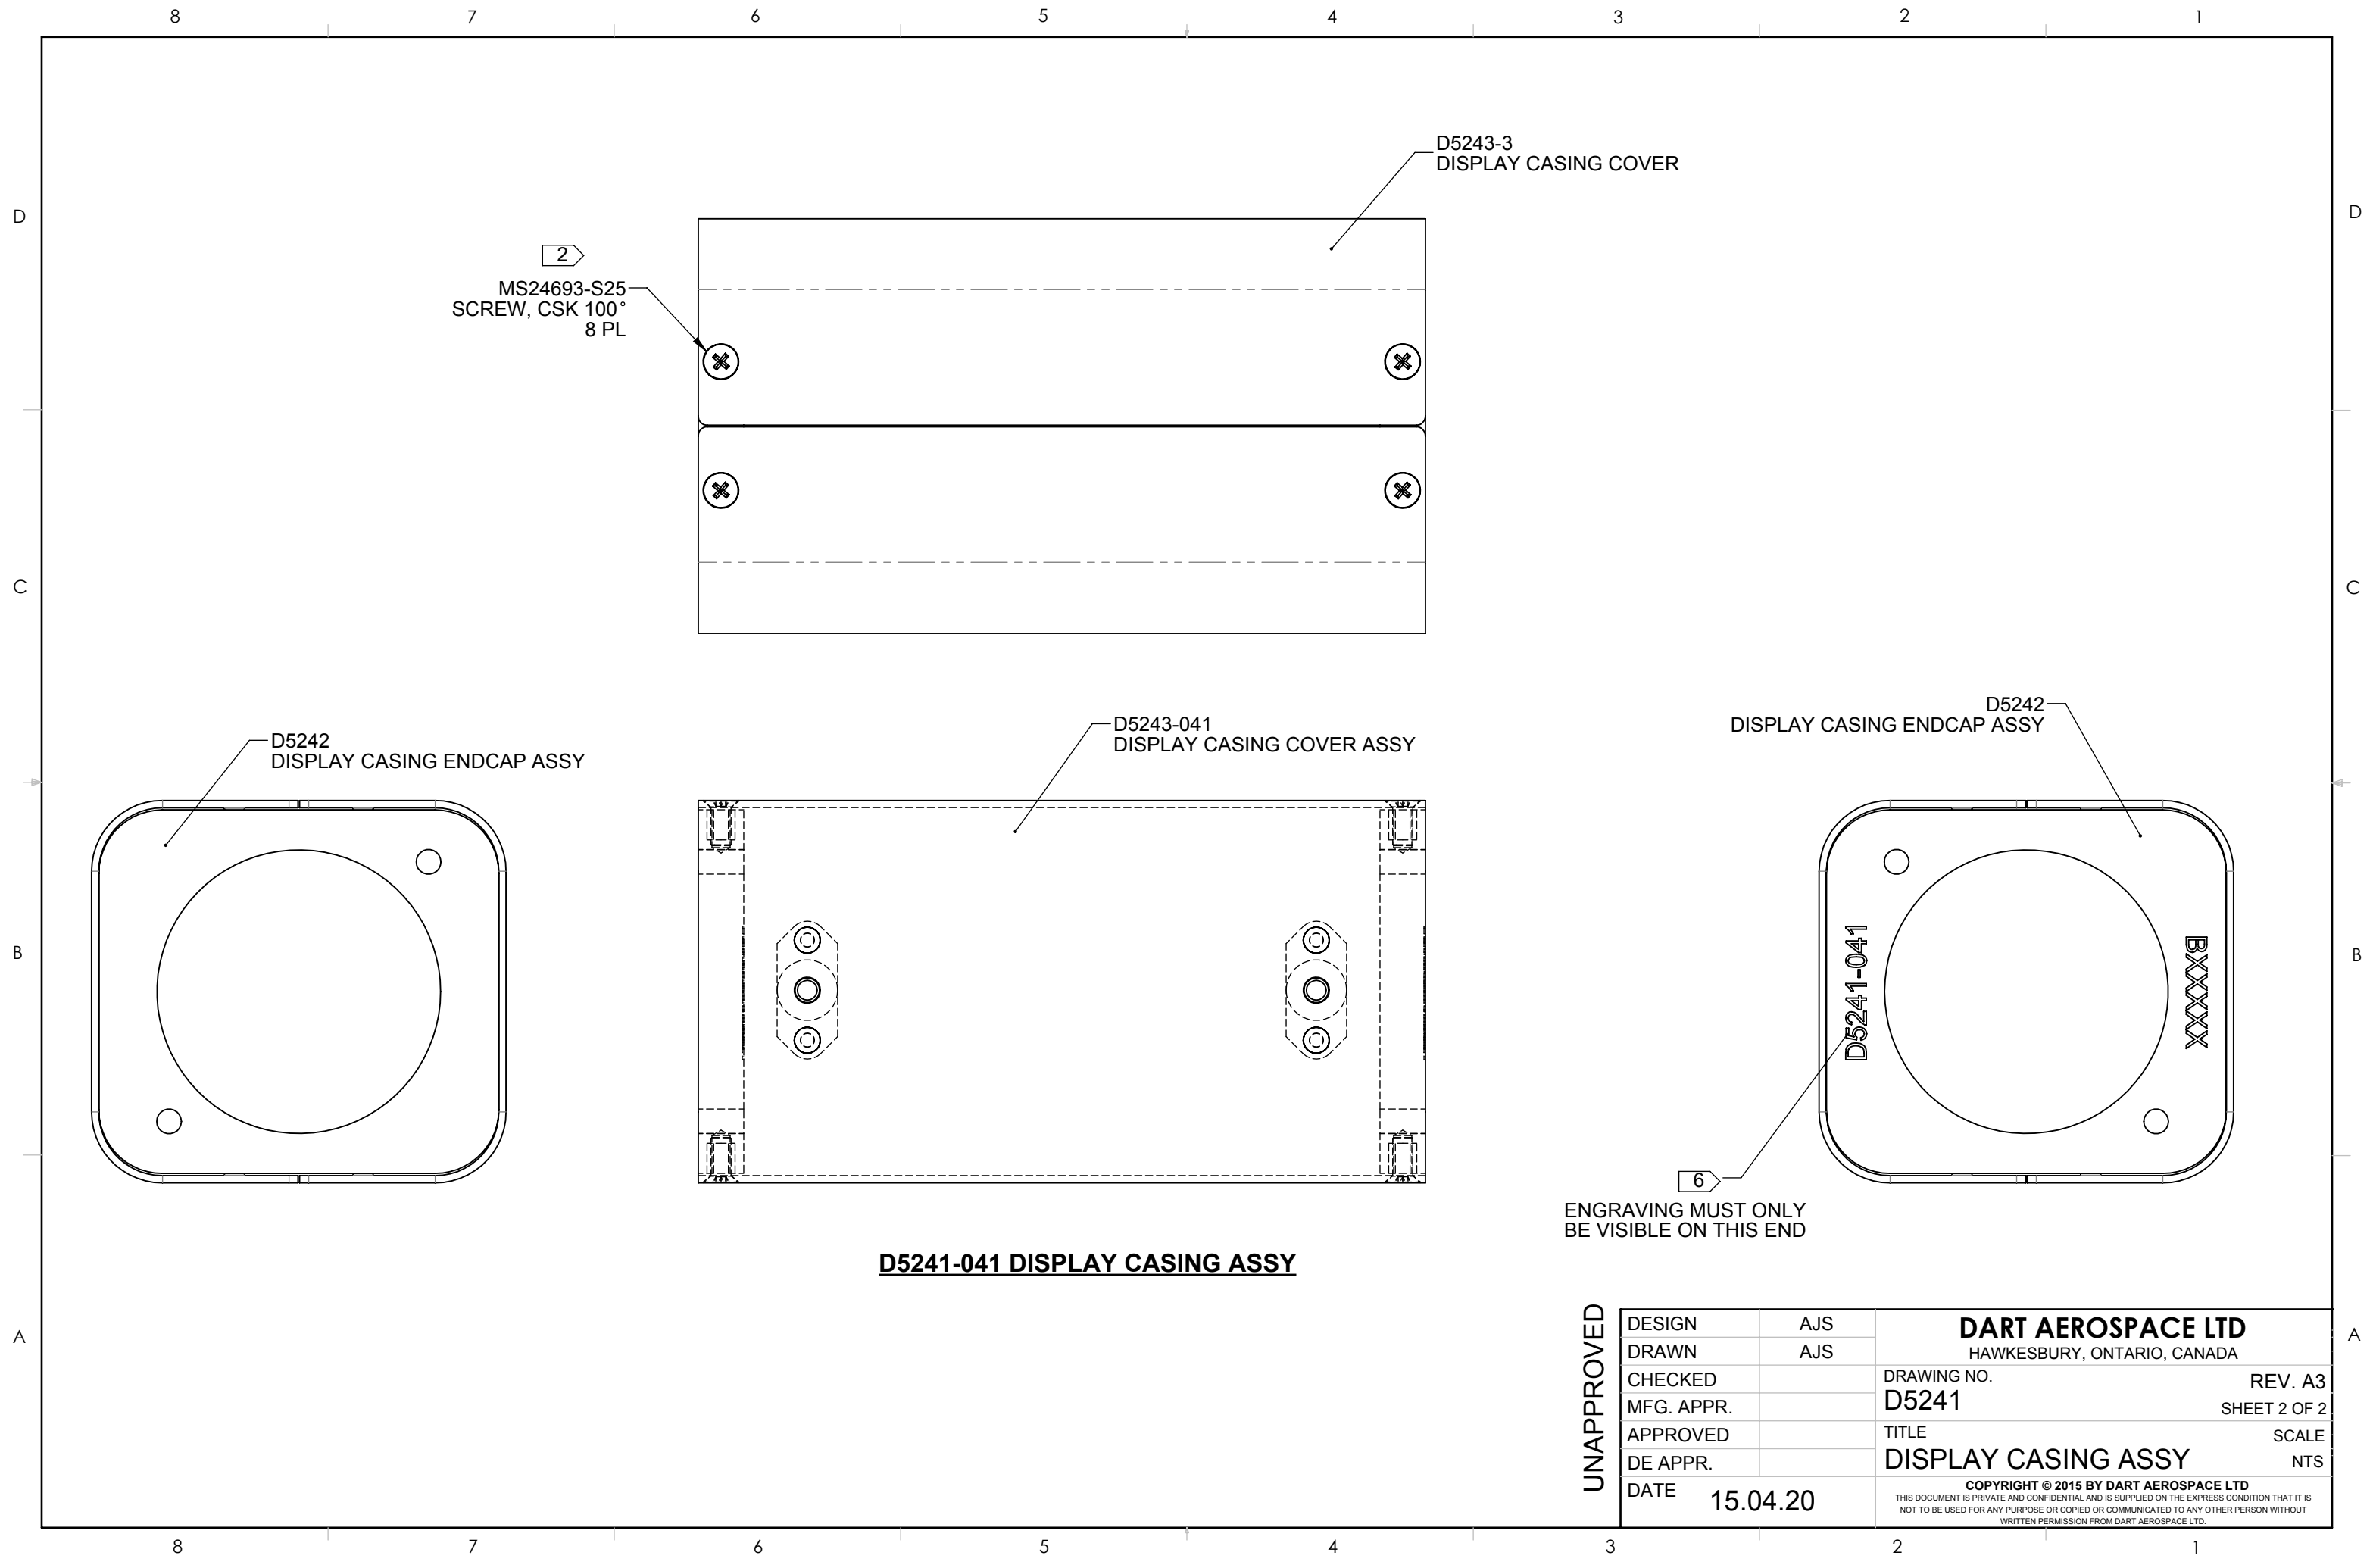 8 7 6 5 4 3 2 1
D5243-3
DISPLAY CASING COVER
D D
2
MS24693-S25
SCREW, CSK 100°
8 PL
C C
D5242
DISPLAY CASING ENDCAP ASSY
D5243-041
DISPLAY CASING COVER ASSY
D5242
DISPLAY CASING ENDCAP ASSY
B B
D5241-041
BXXXXX
6
ENGRAVING MUST ONLY
BE VISIBLE ON THIS END
D5241-041 DISPLAY CASING ASSY
A A
UNAPPROVED
DESIGN AJS
DRAWN AJS
CHECKED
MFG. APPR.
APPROVED
DE APPR.
DATE 15.04.20
DART AEROSPACE LTD
HAWKESBURY, ONTARIO, CANADA
DRAWING NO. REV. A3
D5241 SHEET 2 OF 2
TITLE SCALE
DISPLAY CASING ASSY NTS
COPYRIGHT © 2015 BY DART AEROSPACE LTD
THIS DOCUMENT IS PRIVATE AND CONFIDENTIAL AND IS SUPPLIED ON THE EXPRESS CONDITION THAT IT IS
NOT TO BE USED FOR ANY PURPOSE OR COPIED OR COMMUNICATED TO ANY OTHER PERSON WITHOUT
WRITTEN PERMISSION FROM DART AEROSPACE LTD.
8 7 6 5 4 3 2 1